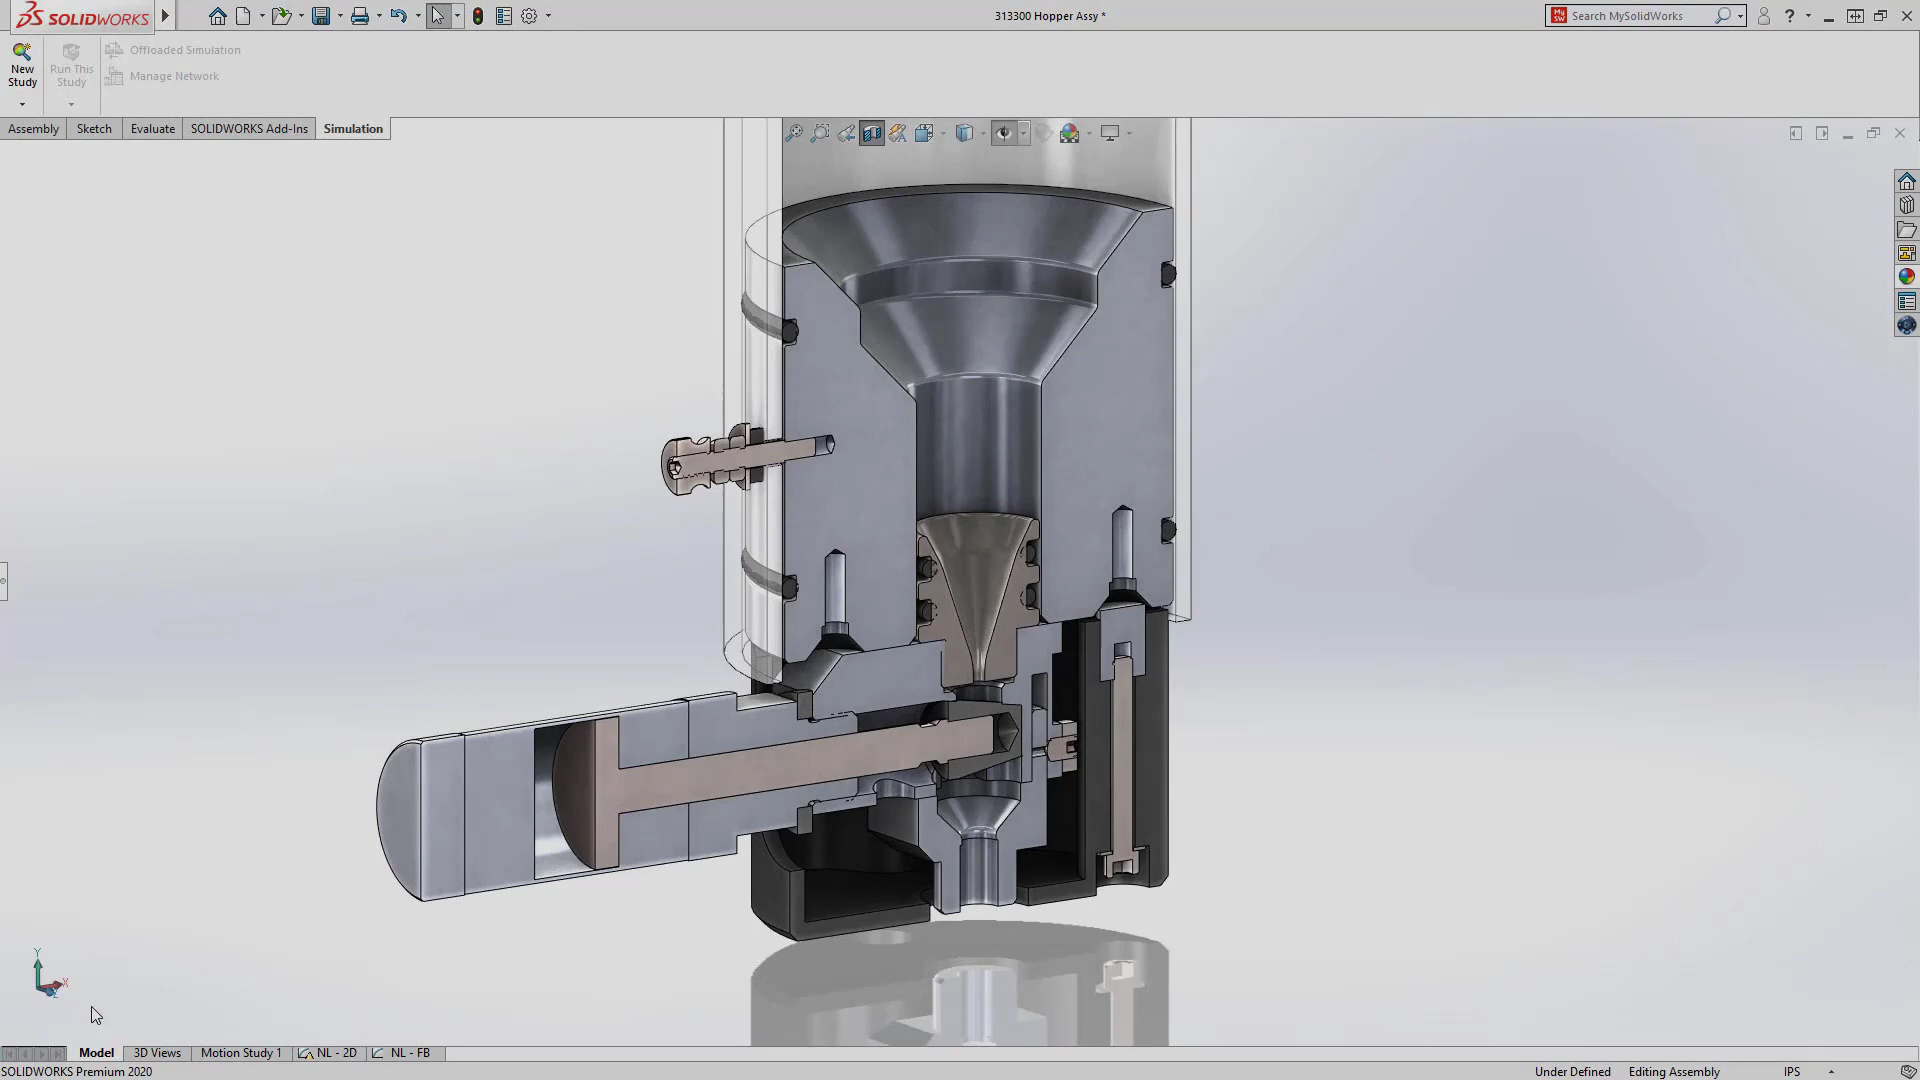 SOLIDWORKS
313300 Hopper Assy *
Search MySolidWorks
New Study
Run This Study
Offloaded Simulation
Manage Network
Assembly
Sketch
Evaluate
SOLIDWORKS Add-Ins
Simulation
Y
X
Z
Model
3D Views
Motion Study 1
NL - 2D
NL - FB
SOLIDWORKS Premium 2020
Under Defined
Editing Assembly
IPS